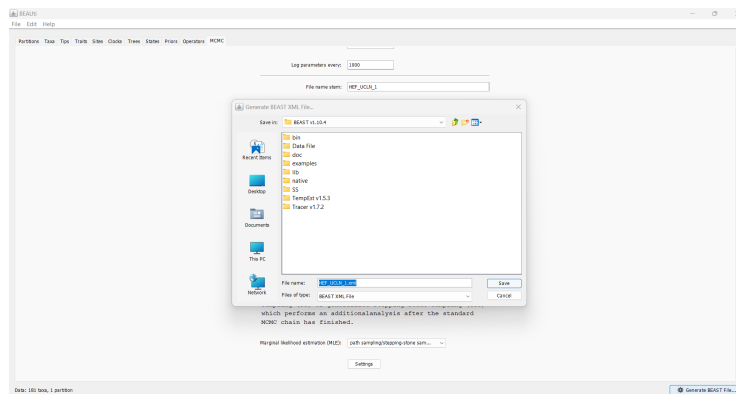 BEAUti
File Edit Help
Partitions Taxa Tips Traits Sites Clocks Trees States Priors Operators MCMC
Log parameters every: 1000
File name stem: HEF_UCLN_1
Generate BEAST XML File...
Save in: BEAST v1.10.4
bin
Data File
doc
examples
lib
native
SS
TempEst v1.5.3
Tracer v1.7.2
Recent Items
Desktop
Documents
This PC
Network
File name: HEF_UCLN_1.xml Save
Files of type: BEAST XML File Cancel
which performs an additionalanalysis after the standard
MCMC chain has finished.
Marginal likelihood estimation (MLE): path sampling/stepping-stone sam...
Settings
Data: 181 taxa, 1 partition Generate BEAST File...